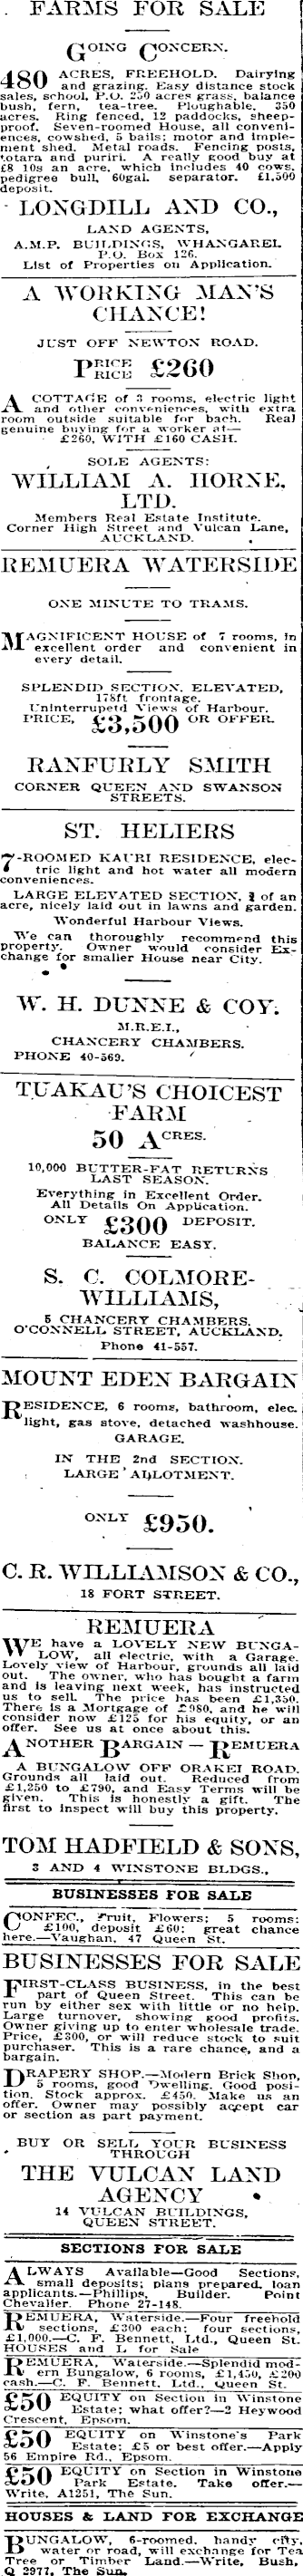 FARMS FOR SALE
GOING CONCERN.
480 ACRES, FREEHOLD. Dairying
and grazing. Easy distance stock
sales, school, P.O. 250 acres grass, balance
bush, fern, tea-tree. Ploughable, 350
acres. Ring fenced, 12 paddocks, sheep-
proof. Seven-roomed House, all conveni-
ences, cowshed, 5 bails; motor and imple-
ment shed. Metal roads. Fencing posts,
totara and puriri. A really good buy at
£8 10s an acre, which includes 40 cows,
pedigree bull, 60gal. separator. £1,500
deposit.
LONGDILL AND CO.,
LAND AGENTS,
A.M.P. BUILDINGS, WHANGAREI.
P.O. Box 126.
List of Properties on Application.
A WORKING MAN'S
CHANCE!
JUST OFF NEWTON ROAD.
PRICE £260
PRICE
A COTTAGE of 3 rooms, electric light
and other conveniences, with extra
room outside suitable for bach. Real
genuine buying for a worker at—
£260, WITH £160 CASH.
SOLE AGENTS:
WILLIAM A. HORNE,
LTD.
Members Real Estate Institute.
Corner High Street and Vulcan Lane,
AUCKLAND.
REMUERA WATERSIDE
ONE MINUTE TO TRAMS.
MAGNIFICENT HOUSE of 7 rooms, in
excellent order and convenient in
every detail.
SPLENDID SECTION, ELEVATED,
175ft frontage.
Uninterruptetd Views of Harbour.
PRICE, £3,500 OR OFFER.
RANFURLY SMITH
CORNER QUEEN AND SWANSON
STREETS.
ST. HELIERS
7-ROOMED KAURI RESIDENCE, elec-
tric light and hot water all modern
conveniences.
LARGE ELEVATED SECTION, of an
acre, nicely laid out in lawns and garden.
Wonderful Harbour Views.
We can thoroughly recommend this
property. Owner would consider Ex-
change for smaller House near City.
W. H. DUNNE & COY.
M.R.E.I.,
CHANCERY CHAMBERS.
PHONE 40-569.
TUAKAU'S CHOICEST
FARM
50 ACRES.
10,000 BUTTER-FAT RETURNS
LAST SEASON.
Everything in Excellent Order.
All Details On Application.
ONLY £300 DEPOSIT.
BALANCE EASY.
S. C. COLMORE-
WILLIAMS,
5 CHANCERY CHAMBERS,
O'CONNELL STREET, AUCKLAND.
Phone 41-557.
MOUNT EDEN BARGAIN
RESIDENCE, 6 rooms, bathroom, elec.
light, gas stove, detached washhouse.
GARAGE.
IN THE 2nd SECTION.
LARGE ALLOTMENT.
ONLY £950.
C. R. WILLIAMSON & CO.,
18 FORT STREET.
REMUERA
WE have a LOVELY NEW BUNGA-
LOW, all electric, with a Garage.
Lovely view of Harbour, grounds all laid
out. The owner, who has bought a farm
and is leaving next week, has instructed
us to sell. The price has been £1,350.
There is a Mortgage of £980, and he will
consider now £125 for his equity, or an
offer. See us at once about this.
ANOTHER BARGAIN — REMUERA
A BUNGALOW OFF ORAKEI ROAD.
Grounds all laid out. Reduced from
£1,250 to £790, and Easy Terms will be
given. This is honestly a gift. The
first to inspect will buy this property.
TOM HADFIELD & SONS,
3 AND 4 WINSTONE BLDGS.,
BUSINESSES FOR SALE
CONFEC., Fruit, Flowers; 5 rooms;
£100, deposit £60; great chance
here.—Vaughan, 47 Queen St.
BUSINESSES FOR SALE
FIRST-CLASS BUSINESS, in the best
part of Queen Street. This can be
run by either sex with little or no help.
Large turnover, showing good profits.
Owner giving up to enter wholesale trade.
Price, £300, or will reduce stock to suit
purchaser. This is a rare chance, and a
bargain.
DRAPERY SHOP.—Modern Brick Shop,
5 rooms, good Dwelling. Good posi-
tion. Stock approx. £450. Make us an
offer. Owner may possibly accept car
or section as part payment.
BUY OR SELL YOUR BUSINESS
THROUGH
THE VULCAN LAND
AGENCY
14 VULCAN BUILDINGS,
QUEEN STREET.
SECTIONS FOR SALE
ALWAYS Available—Good Sections,
small deposits; plans prepared, loan
applicants.—Phillips, Builder. Point
Chevalier. Phone 27-148.
REMUERA, Waterside.—Four freehold
sections, £300 each; four sections,
£1,000.—C. F. Bennett, Ltd., Queen St.
HOUSES and L for Sale
REMUERA, Waterside.—Splendid mod-
ern Bungalow, 6 rooms, £1,450, £200
cash.—C. F. Bennett, Ltd., Queen St.
£50 EQUITY on Section in Winstone
Estate; what offer?—2 Heywood
Crescent, Epsom.
£50 EQUITY on Winstone's Park
Estate; £5 or best offer.—Apply
56 Empire Rd., Epsom.
£50 EQUITY on Section in Winstone
Park Estate. Take offer.—
Write, A1251, The Sun.
HOUSES & LAND FOR EXCHANGE
BUNGALOW, 6-roomed, handy city,
water or road, will exchange for Tea
Tree or Timber Land.—Write, Bush,
Q 2977, The Sun.